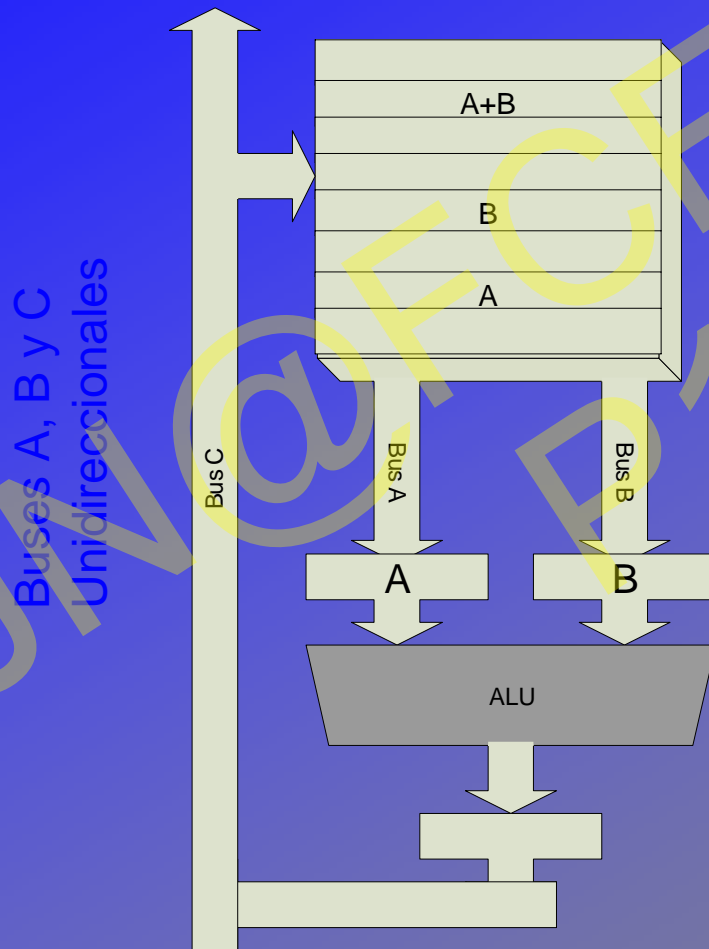 A+B
B
A
Buses A, B y C
Unidireccionales
Bus C
Bus A
Bus B
A
B
ALU